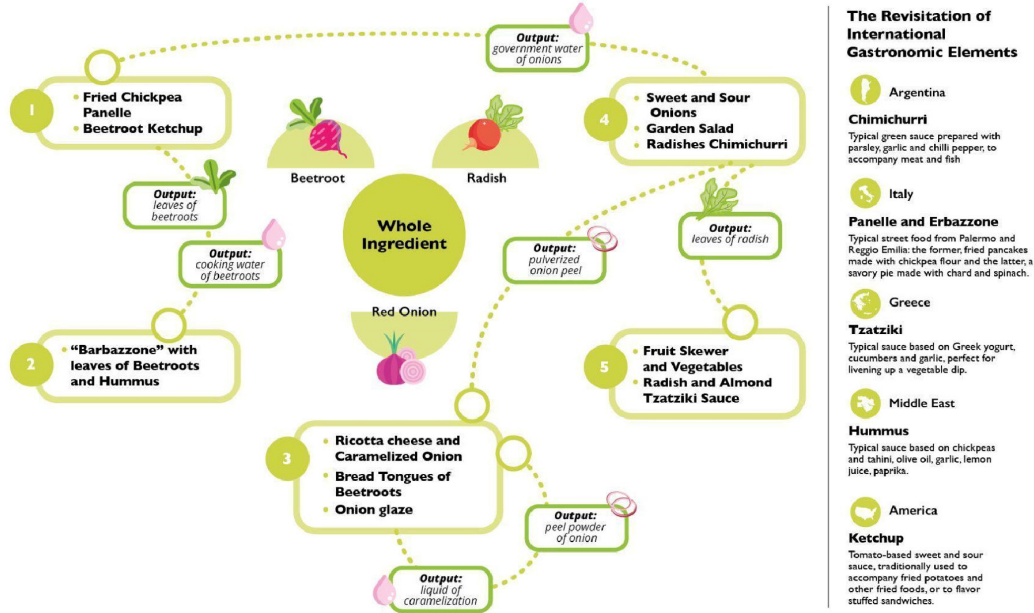 Output:
government water
of onions
1
• Fried Chickpea
Panelle
• Beetroot Ketchup
Beetroot
Radish
4
• Sweet and Sour
Onions
• Garden Salad
• Radishes Chimichurri
Output:
leaves of
beetroots
Output:
cooking water
of beetroots
Whole
Ingredient
Output:
pulverized
onion peel
Output:
leaves of radish
Red Onion
2
• “Barbazzone” with
leaves of Beetroots
and Hummus
5
• Fruit Skewer
and Vegetables
• Radish and Almond
Tzatziki Sauce
3
• Ricotta cheese and
Caramelized Onion
• Bread Tongues of
Beetroots
• Onion glaze
Output:
peel powder
of onion
Output:
liquid of
caramelization
The Revisitation of
International
Gastronomic Elements
Argentina
Chimichurri
Typical green sauce prepared with
parsley, garlic and chilli pepper, to
accompany meat and fish
Italy
Panelle and Erbazzone
Typical street food from Palermo and
Reggio Emilia: the former, fried pancakes
made with chickpea flour and the latter, a
savory pie made with chard and spinach.
Greece
Tzatziki
Typical sauce based on Greek yogurt,
cucumbers and garlic, perfect for
livening up a vegetable dip.
Middle East
Hummus
Typical sauce based on chickpeas
and tahini, olive oil, garlic, lemon
juice, paprika.
America
Ketchup
Tomato-based sweet and sour
sauce, traditionally used to
accompany fried potatoes and
other fried foods, or to flavor
stuffed sandwiches.